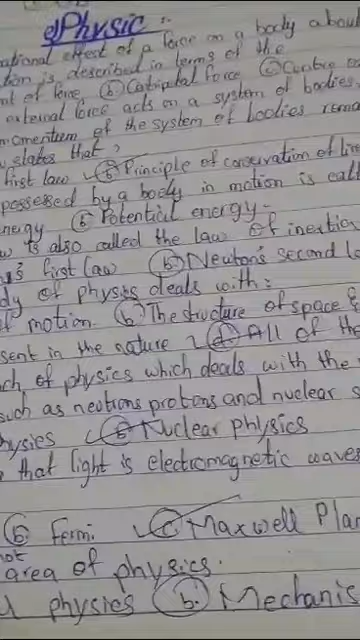 Physic :-
ational effect of a force on a body about
tion is described in terms of the
nt of force (b) Centripetal force (c) Centre
external force acts on a system of bodies,
momentum of the system of bodies rema
w states that,
first law (b) Principle of conservation of
possessed by a body in motion is call
nergy (b) Potential energy -
w is also called the law of inertia
's first law (b) Newton's second la
dy of physics deals with :
of motion. (b) The structure of space &
sent in the nature (d) All of the
ch of physics which deals with the
such as neutrons protons and nuclear s
hysics (b) Nuclear physics
that light is electromagnetic waves
(b) Fermi (c) Maxwell Plan
not
area of physics.
l physics (b) Mechanis